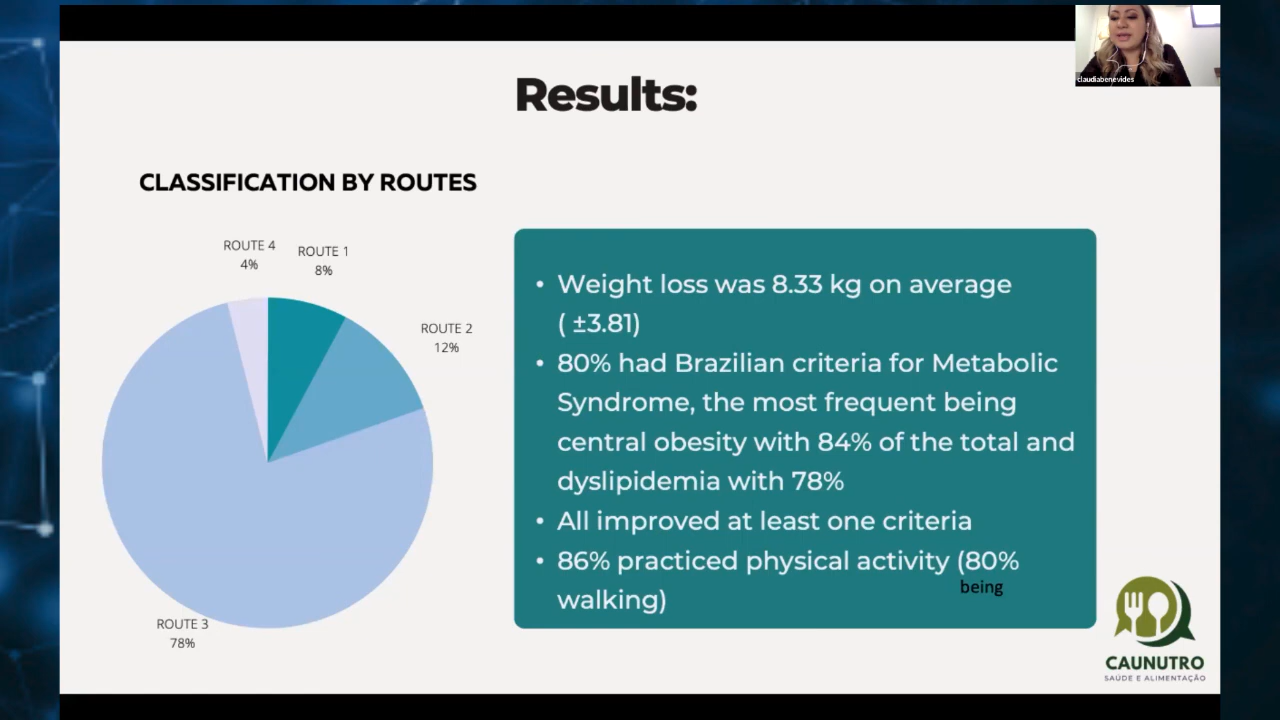 claudiabenevides
Results:
CLASSIFICATION BY ROUTES
ROUTE 4
4%
ROUTE 1
8%
ROUTE 2
12%
ROUTE 3
78%
• Weight loss was 8.33 kg on average
( ±3.81)
• 80% had Brazilian criteria for Metabolic
Syndrome, the most frequent being
central obesity with 84% of the total and
dyslipidemia with 78%
• All improved at least one criteria
• 86% practiced physical activity (80%
being
walking)
CAUNUTRO
SAÚDE E ALIMENTAÇÃO